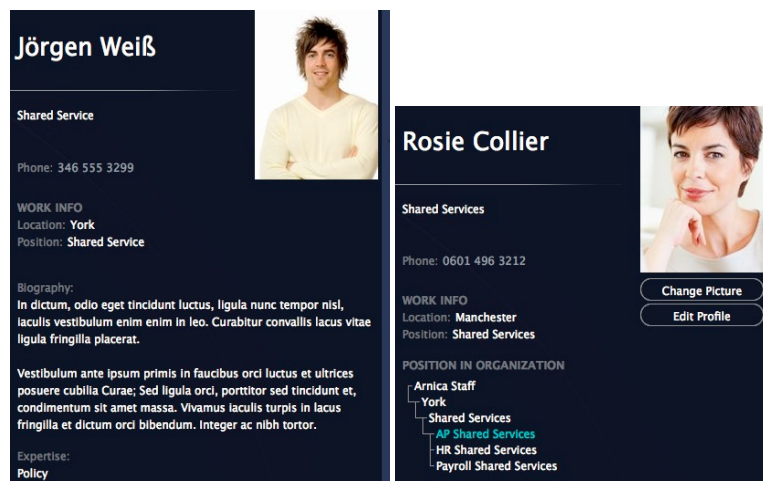 Jörgen Weiß
Shared Service
Phone: 346 555 3299
WORK INFO
Location: York
Position: Shared Service
Biography:
In dictum, odio eget tincidunt luctus, ligula nunc tempor nisl,
iaculis vestibulum enim enim in leo. Curabitur convallis lacus vitae
ligula fringilla placerat.
Vestibulum ante ipsum primis in faucibus orci luctus et ultrices
posuere cubilia Curae; Sed ligula orci, porttitor sed tincidunt et,
condimentum sit amet massa. Vivamus iaculis turpis in lacus
fringilla et dictum orci bibendum. Integer ac nibh tortor.
Expertise:
Policy
Rosie Collier
Shared Services
Phone: 0601 496 3212
Change Picture
Edit Profile
WORK INFO
Location: Manchester
Position: Shared Services
POSITION IN ORGANIZATION
Arnica Staff
York
Shared Services
AP Shared Services
HR Shared Services
Payroll Shared Services